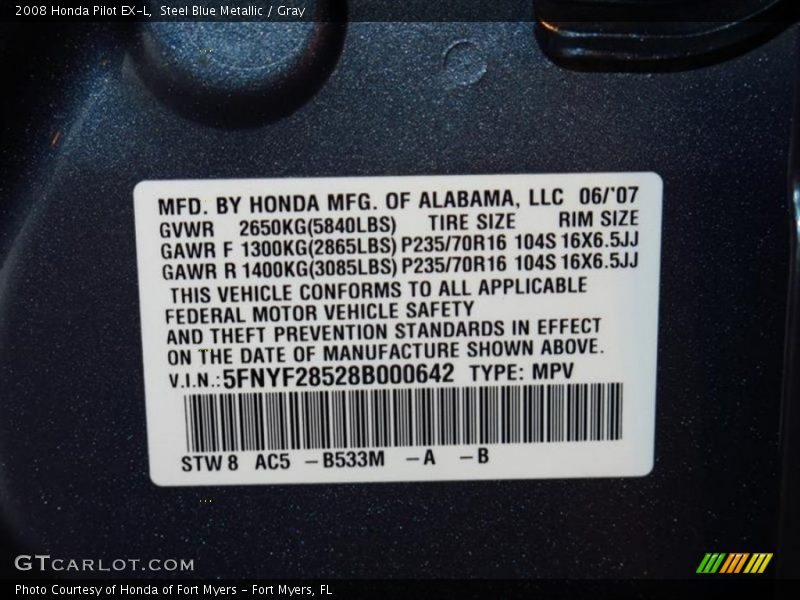 2008 Honda Pilot EX-L, Steel Blue Metallic / Gray
MFD. BY HONDA MFG. OF ALABAMA, LLC 06/'07
GVWR 2650KG(5840LBS) TIRE SIZE RIM SIZE
GAWR F 1300KG(2865LBS) P235/70R16 104S 16X6.5JJ
GAWR R 1400KG(3085LBS) P235/70R16 104S 16X6.5JJ
THIS VEHICLE CONFORMS TO ALL APPLICABLE
FEDERAL MOTOR VEHICLE SAFETY
AND THEFT PREVENTION STANDARDS IN EFFECT
ON THE DATE OF MANUFACTURE SHOWN ABOVE.
V.I.N.: 5FNYF28528B000642 TYPE: MPV
STW 8 AC5 -B533M -A -B
GTCARLOT.COM
Photo Courtesy of Honda of Fort Myers - Fort Myers, FL